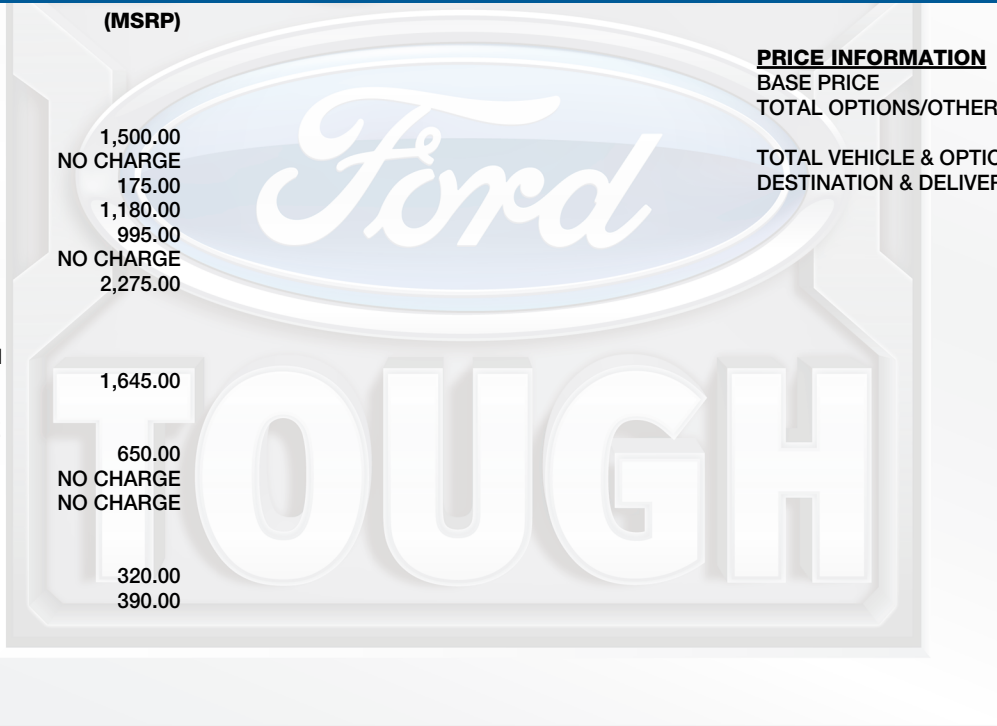 (MSRP)
1,500.00
NO CHARGE
175.00
1,180.00
995.00
NO CHARGE
2,275.00
1,645.00
650.00
NO CHARGE
NO CHARGE
320.00
390.00
PRICE INFORMATION
BASE PRICE
TOTAL OPTIONS/OTHER
TOTAL VEHICLE & OPTIO
DESTINATION & DELIVER
Ford
TOUGH